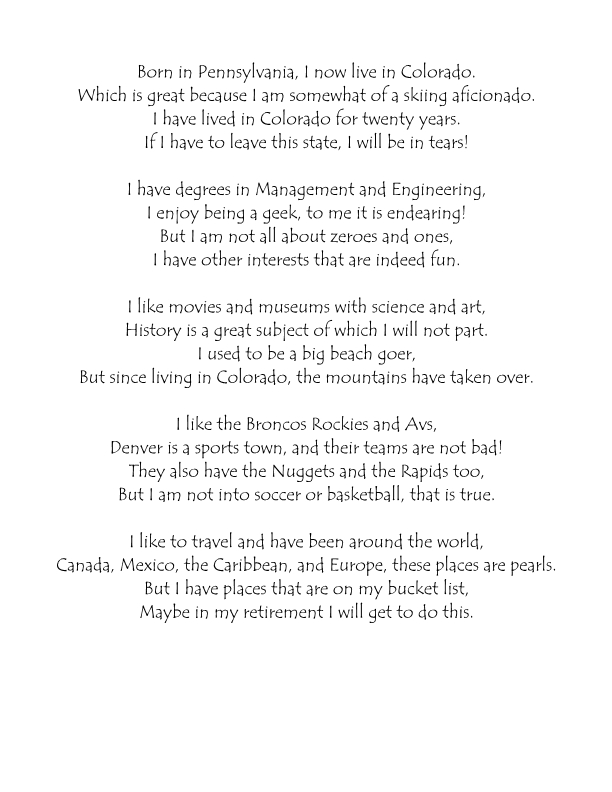 Born in Pennsylvania, I now live in Colorado.
Which is great because I am somewhat of a skiing aficionado.
I have lived in Colorado for twenty years.
If I have to leave this state, I will be in tears!
I have degrees in Management and Engineering,
I enjoy being a geek, to me it is endearing!
But I am not all about zeroes and ones,
I have other interests that are indeed fun.
I like movies and museums with science and art,
History is a great subject of which I will not part.
I used to be a big beach goer,
But since living in Colorado, the mountains have taken over.
I like the Broncos Rockies and Avs,
Denver is a sports town, and their teams are not bad!
They also have the Nuggets and the Rapids too,
But I am not into soccer or basketball, that is true.
I like to travel and have been around the world,
Canada, Mexico, the Caribbean, and Europe, these places are pearls.
But I have places that are on my bucket list,
Maybe in my retirement I will get to do this.